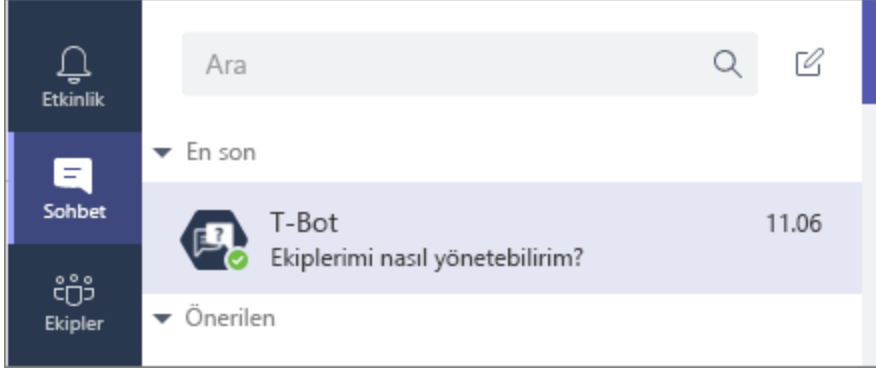 Etkinlik
Sohbet
Ekipler
Ara
En son
T-Bot 11.06
Ekiplerimi nasıl yönetebilirim?
Önerilen